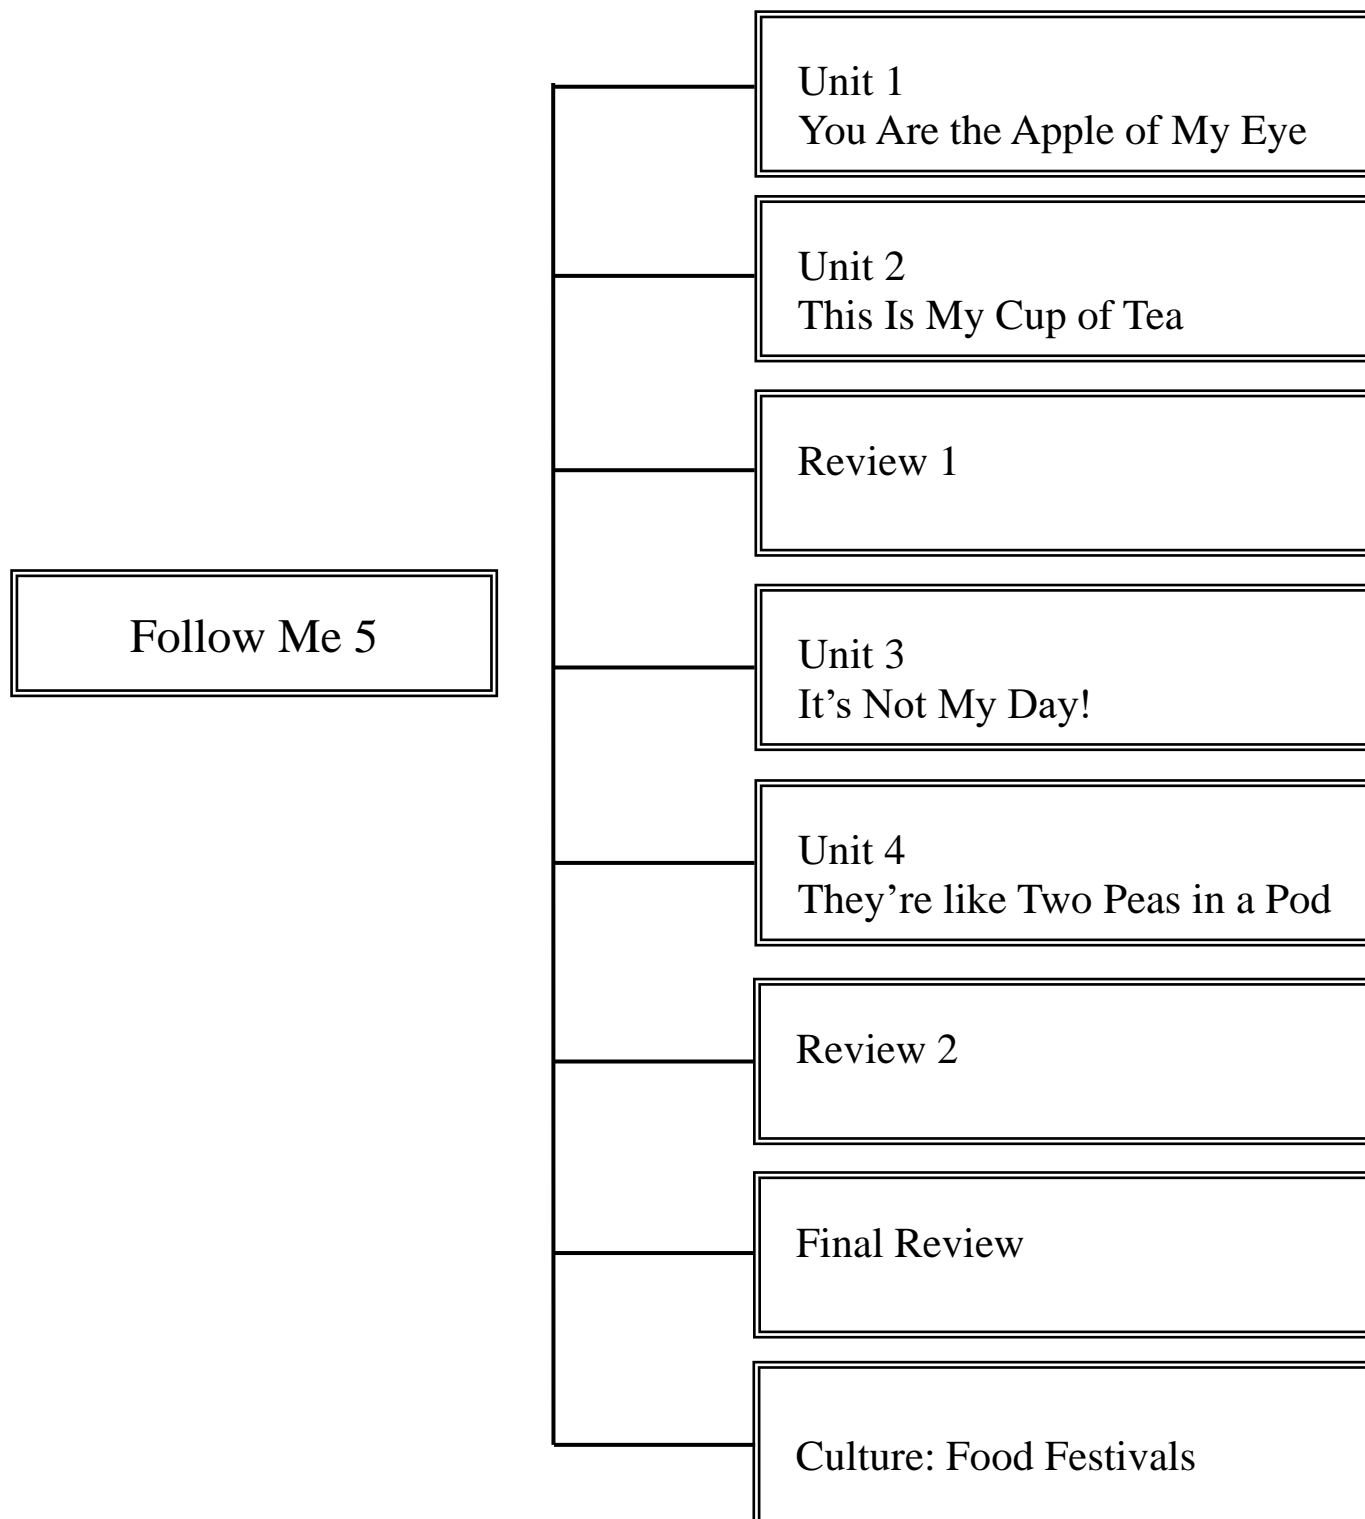 Unit 1
You Are the Apple of My Eye
Unit 2
This Is My Cup of Tea
Review 1
Follow Me 5
Unit 3
It’s Not My Day!
Unit 4
They’re like Two Peas in a Pod
Review 2
Final Review
Culture: Food Festivals